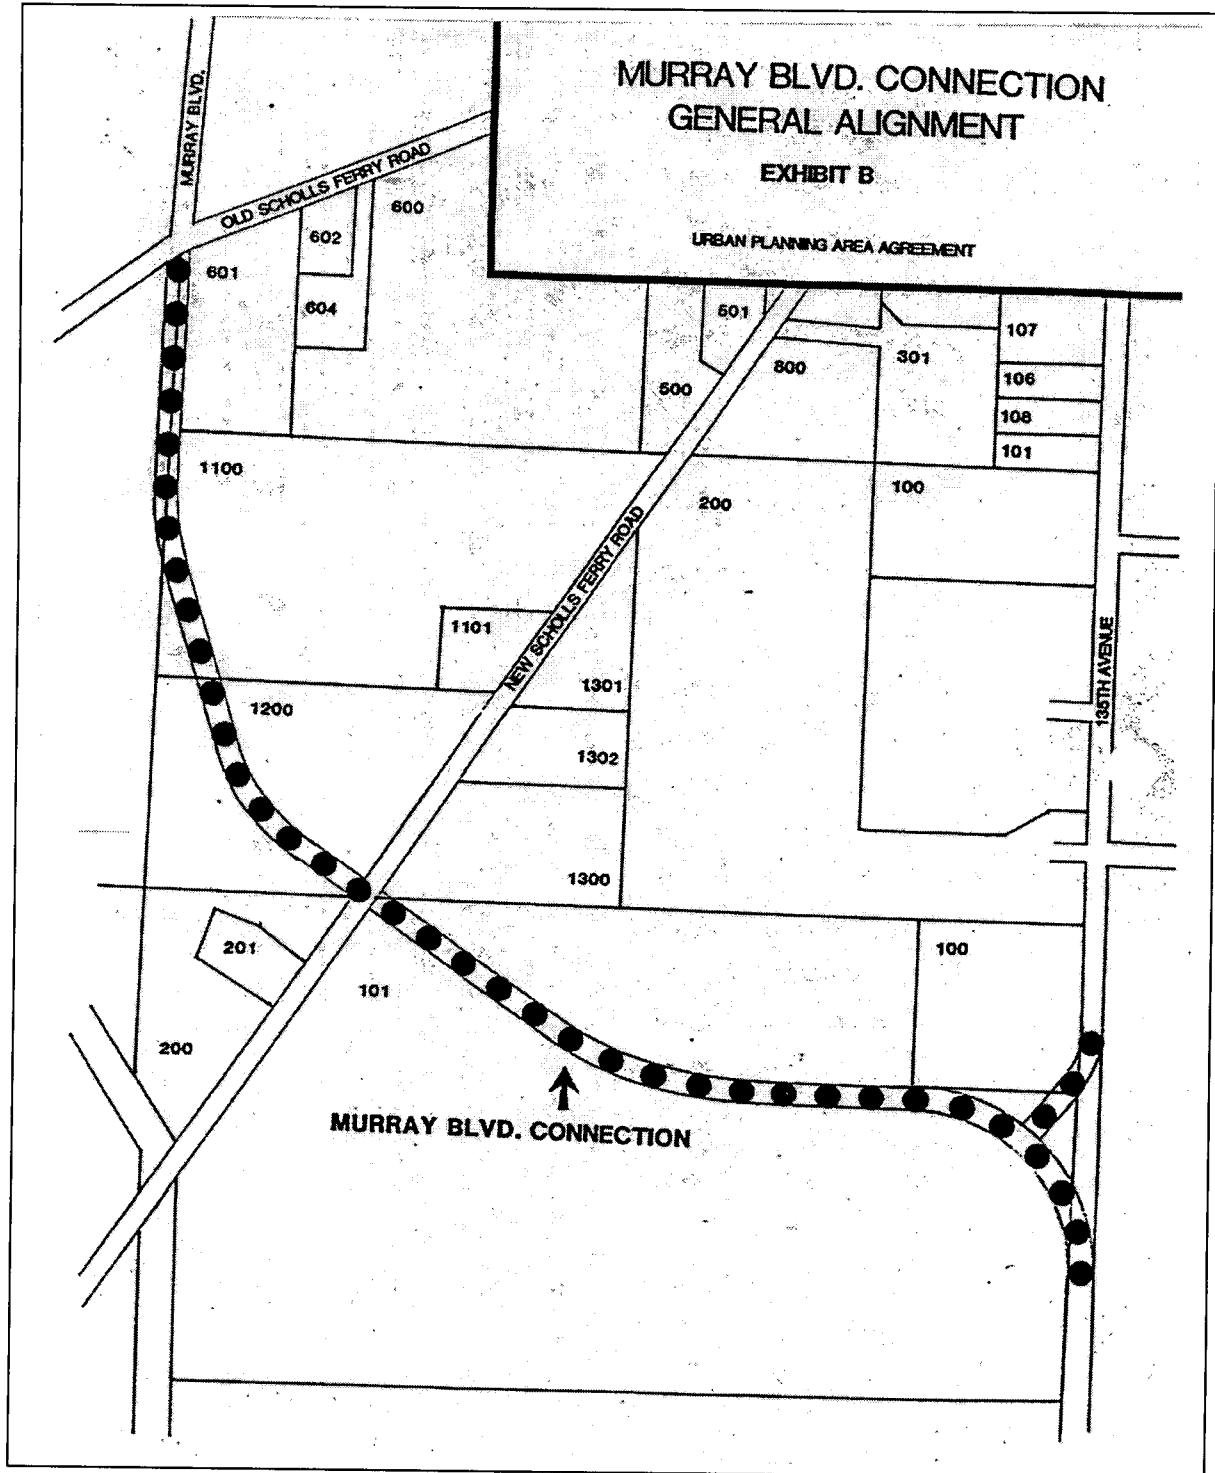 MURRAY BLVD. CONNECTION
GENERAL ALIGNMENT
EXHIBIT B
URBAN PLANNING AREA AGREEMENT
MURRAY BLVD.
OLD SCHOLLS FERRY ROAD
600
602
601
604
501
107
800
301
106
500
108
101
1100
100
200
NEW SCHOLLS FERRY ROAD
1101
135TH AVENUE
1301
1200
1302
1300
201
100
101
200
MURRAY BLVD. CONNECTION